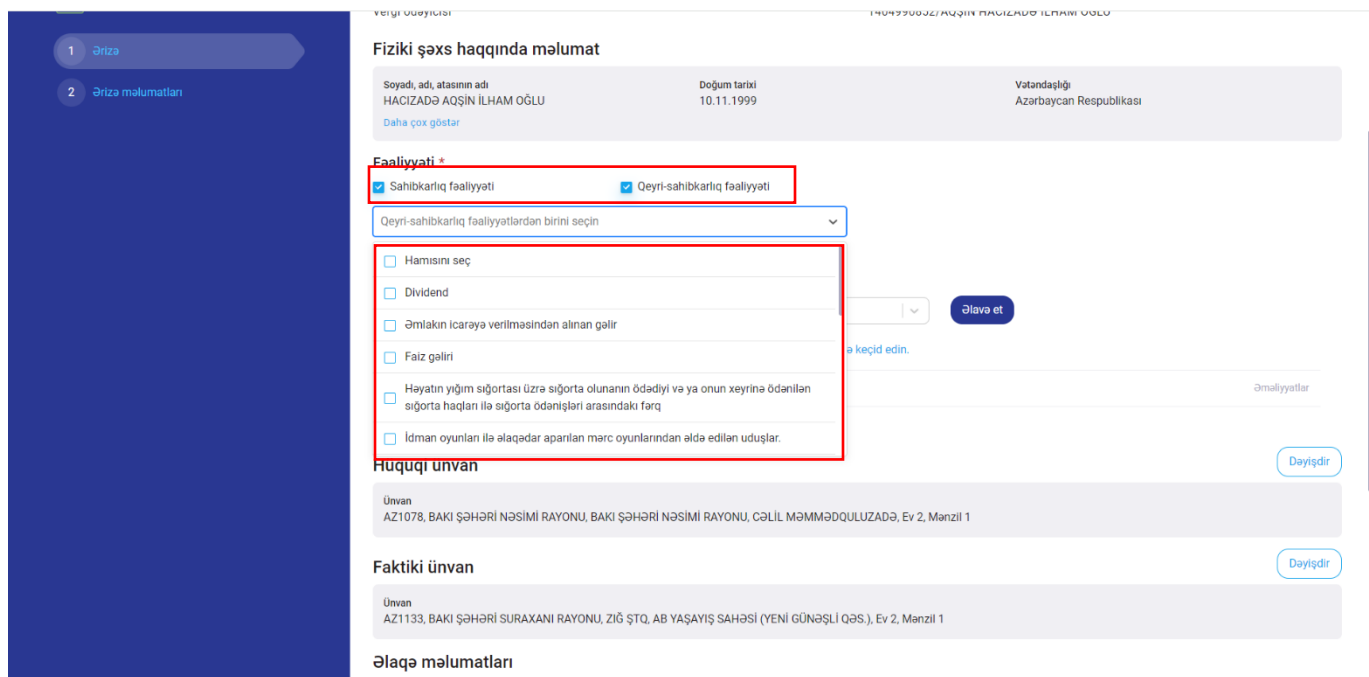 1 Ərizə
2 Ərizə məlumatları
Vergi ödəyicisi
Fiziki şəxs haqqında məlumat
Soyadı, adı, atasının adı Doğum tarixi Vətəndaşlığı
HACIZADƏ AQŞİN İLHAM OĞLU 10.11.1999 Azərbaycan Respublikası
Daha çox göstər
Fəaliyyəti *
Sahibkarlıq fəaliyyəti Qeyri-sahibkarlıq fəaliyyəti
Qeyri-sahibkarlıq fəaliyyətlərdən birini seçin
Hamısını seç
Dividend
Əmlakın icarəyə verilməsindən alınan gəlir
Əlavə et
Faiz gəliri
ə keçid edin.
Həyatın yığım sığortası üzrə sığorta olunanın ödədiyi və ya onun xeyrinə ödənilən
sığorta haqları ilə sığorta ödənişləri arasındakı fərq
Əməliyyatlar
İdman oyunları ilə əlaqədar aparılan mərc oyunlarından əldə edilən uduşlar.
Hüquqi ünvan
Dəyişdir
Ünvan
AZ1078, BAKI ŞƏHƏRİ NƏSİMİ RAYONU, BAKI ŞƏHƏRİ NƏSİMİ RAYONU, CƏLİL MƏMMƏDQULUZADƏ, Ev 2, Mənzil 1
Faktiki ünvan
Dəyişdir
Ünvan
AZ1133, BAKI ŞƏHƏRİ SURAXANI RAYONU, ZIĞ ŞTQ, AB YAŞAYIŞ SAHƏSİ (YENİ GÜNƏŞLİ QƏS.), Ev 2, Mənzil 1
Əlaqə məlumatları